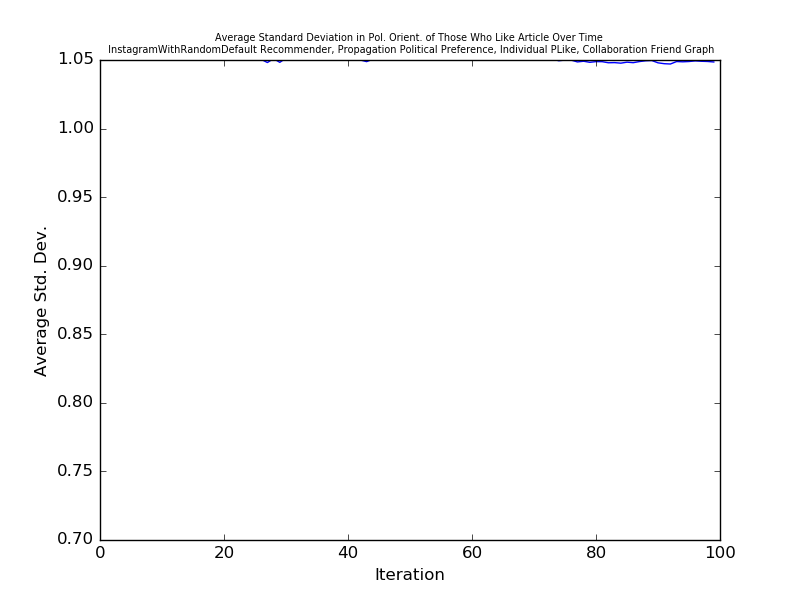 Average Standard Deviation in Pol. Orient. of Those Who Like Article Over Time
InstagramWithRandomDefault Recommender, Propagation Political Preference, Individual PLike, Collaboration Friend Graph
1.05
1.00
0.95
0.90
0.85
0.80
0.75
0.70
Average Std. Dev.
0 20 40 60 80 100
Iteration